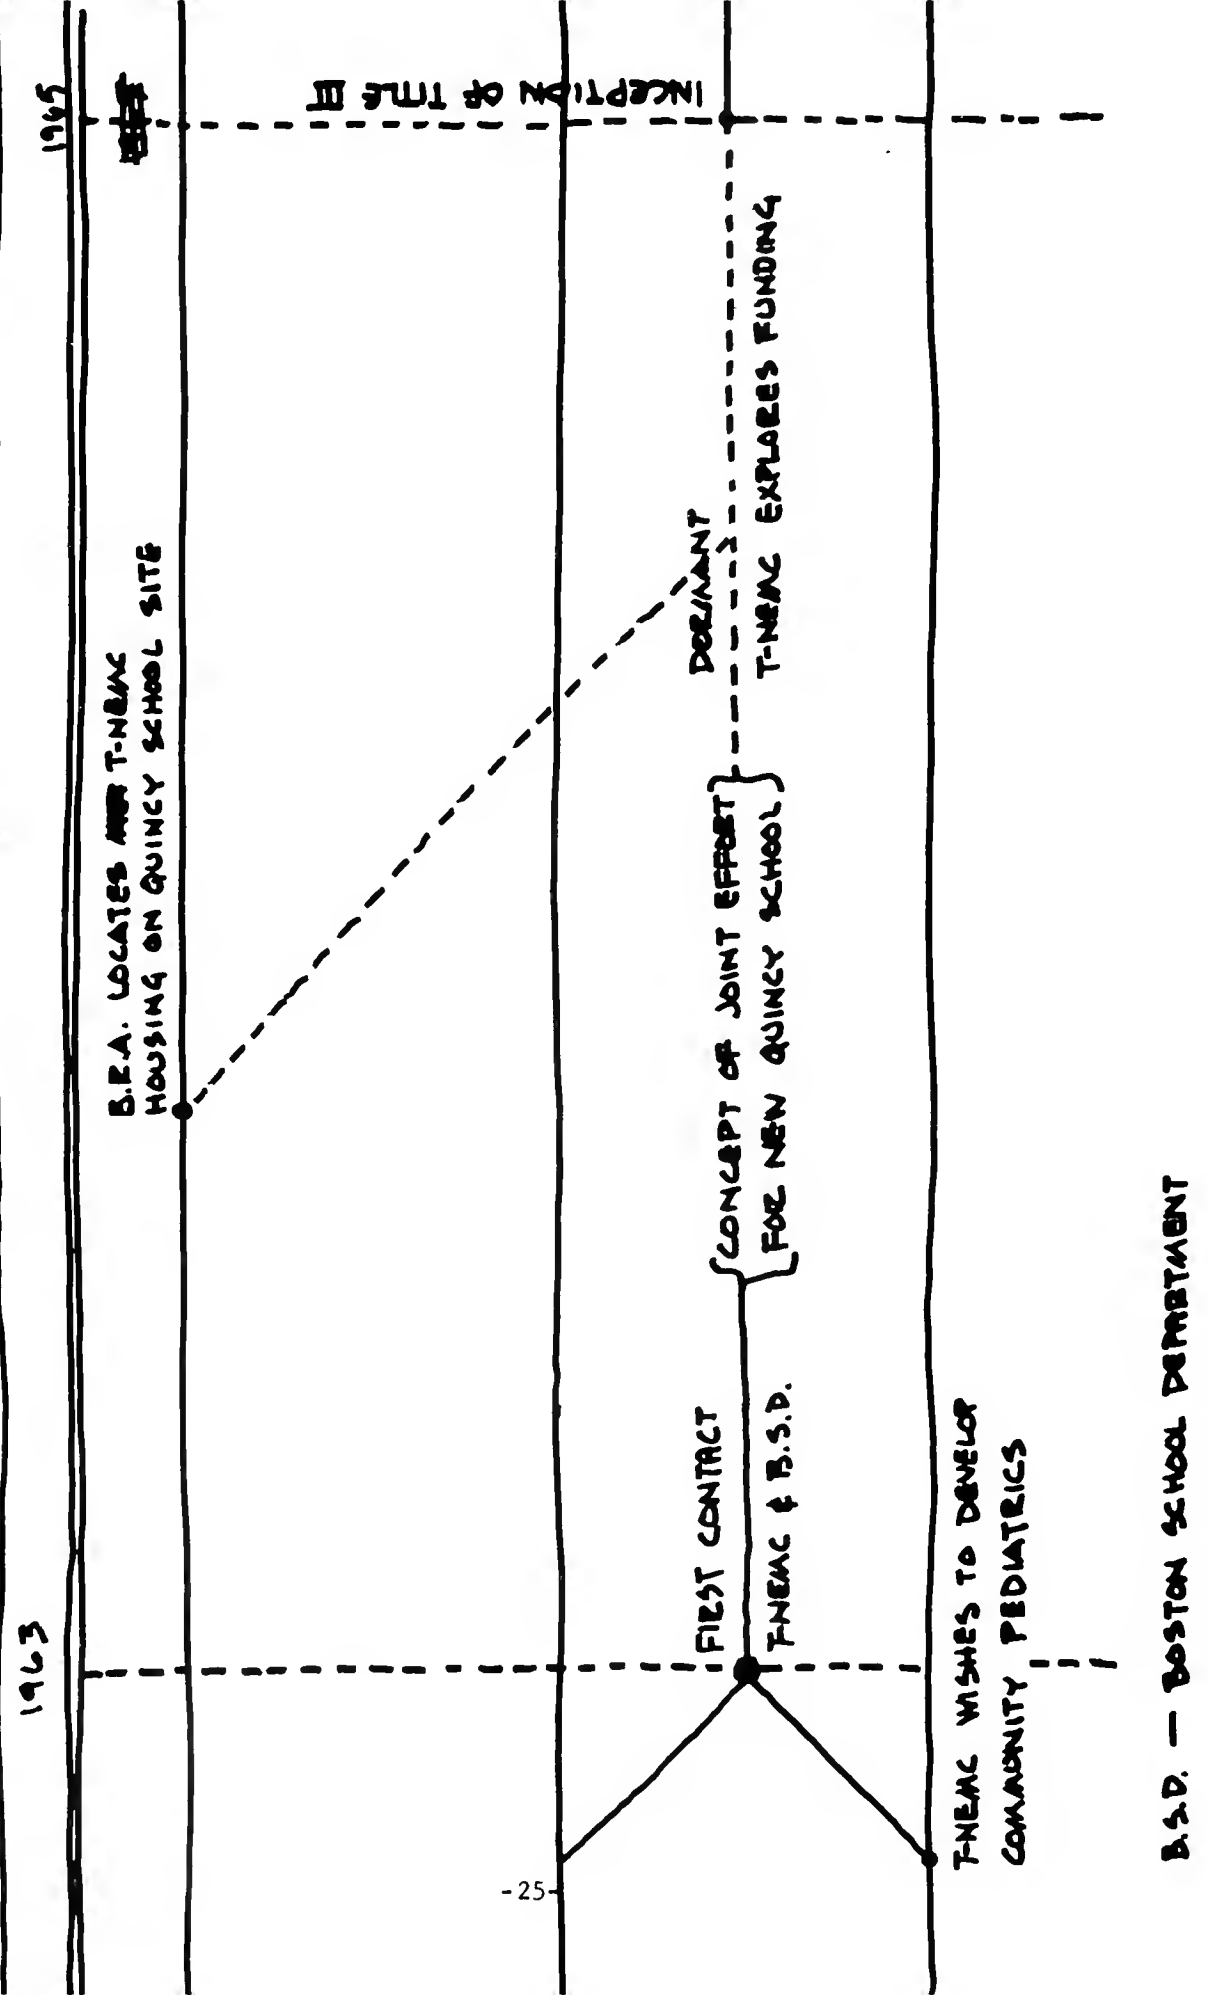 1963
1965
B.R.A. LOCATES T-NEMC
HOUSING ON QUINCY SCHOOL SITE
INCEPTION OF TITLE III
DORMANT
FIRST CONTACT
T-NEMC & B.S.D.
CONCEPT OF JOINT EFFORT
FOR NEW QUINCY SCHOOL
T-NEMC EXPLORES FUNDING
T-NEMC WISHES TO DEVELOP
COMMUNITY PEDIATRICS
B.S.D. — BOSTON SCHOOL DEPARTMENT
-25-